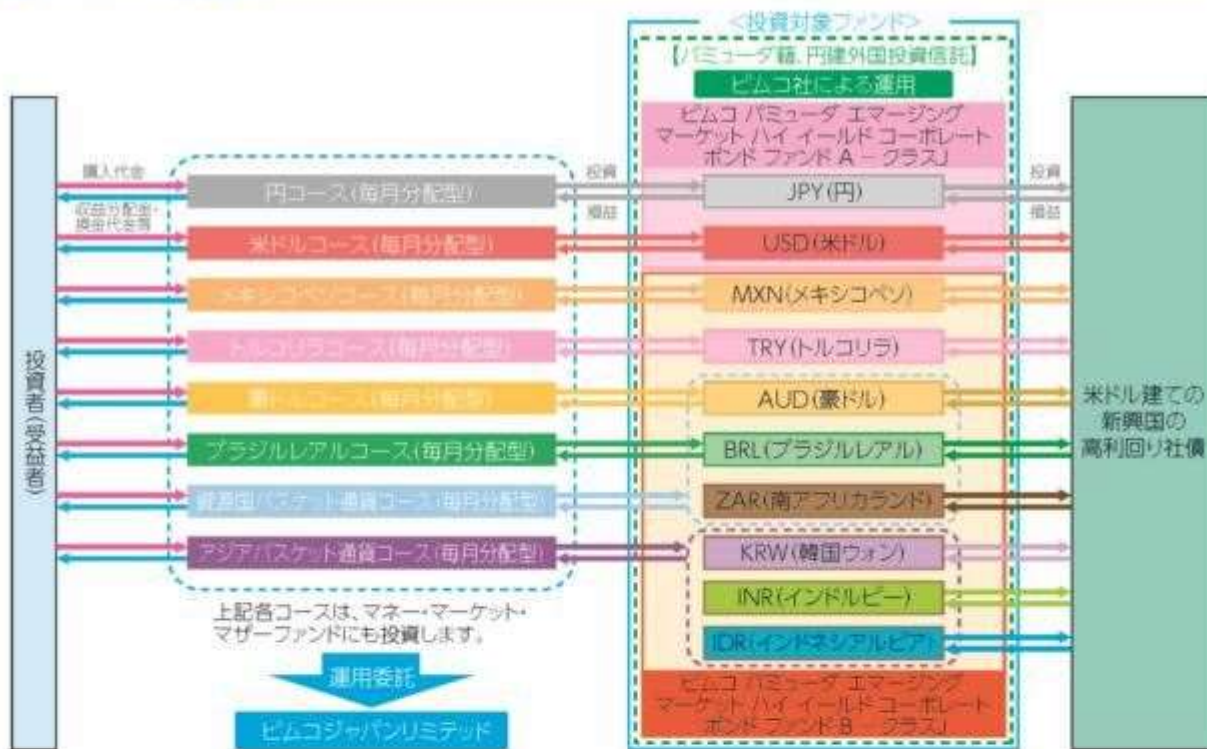 <投資対象ファンド>
【バミューダ籍、円建外国投資信託】
ピムコ社による運用
ピムコ バミューダ エマージング
マーケット ハイ イールド コーポレート
ボンド ファンド A － クラスJ
購入代金
収益分配金・
換金代金等
投資
損益
投資
損益
円コース(毎月分配型)
JPY(円)
米ドルコース(毎月分配型)
USD(米ドル)
メキシコペソコース(毎月分配型)
MXN(メキシコペソ)
トルコリラコース(毎月分配型)
TRY(トルコリラ)
豪ドルコース(毎月分配型)
AUD(豪ドル)
ブラジルレアルコース(毎月分配型)
BRL(ブラジルレアル)
資源国バスケット通貨コース(毎月分配型)
ZAR(南アフリカランド)
アジアバスケット通貨コース(毎月分配型)
KRW(韓国ウォン)
INR(インドルピー)
IDR(インドネシアルピア)
投資者(受益者)
米ドル建ての
新興国の
高利回り社債
上記各コースは、マネー・マーケット・
マザーファンドにも投資します。
運用委託
ピムコジャパンリミテッド
ピムコ バミューダ エマージング
マーケット ハイ イールド コーポレート
ボンド ファンド B － クラスJ